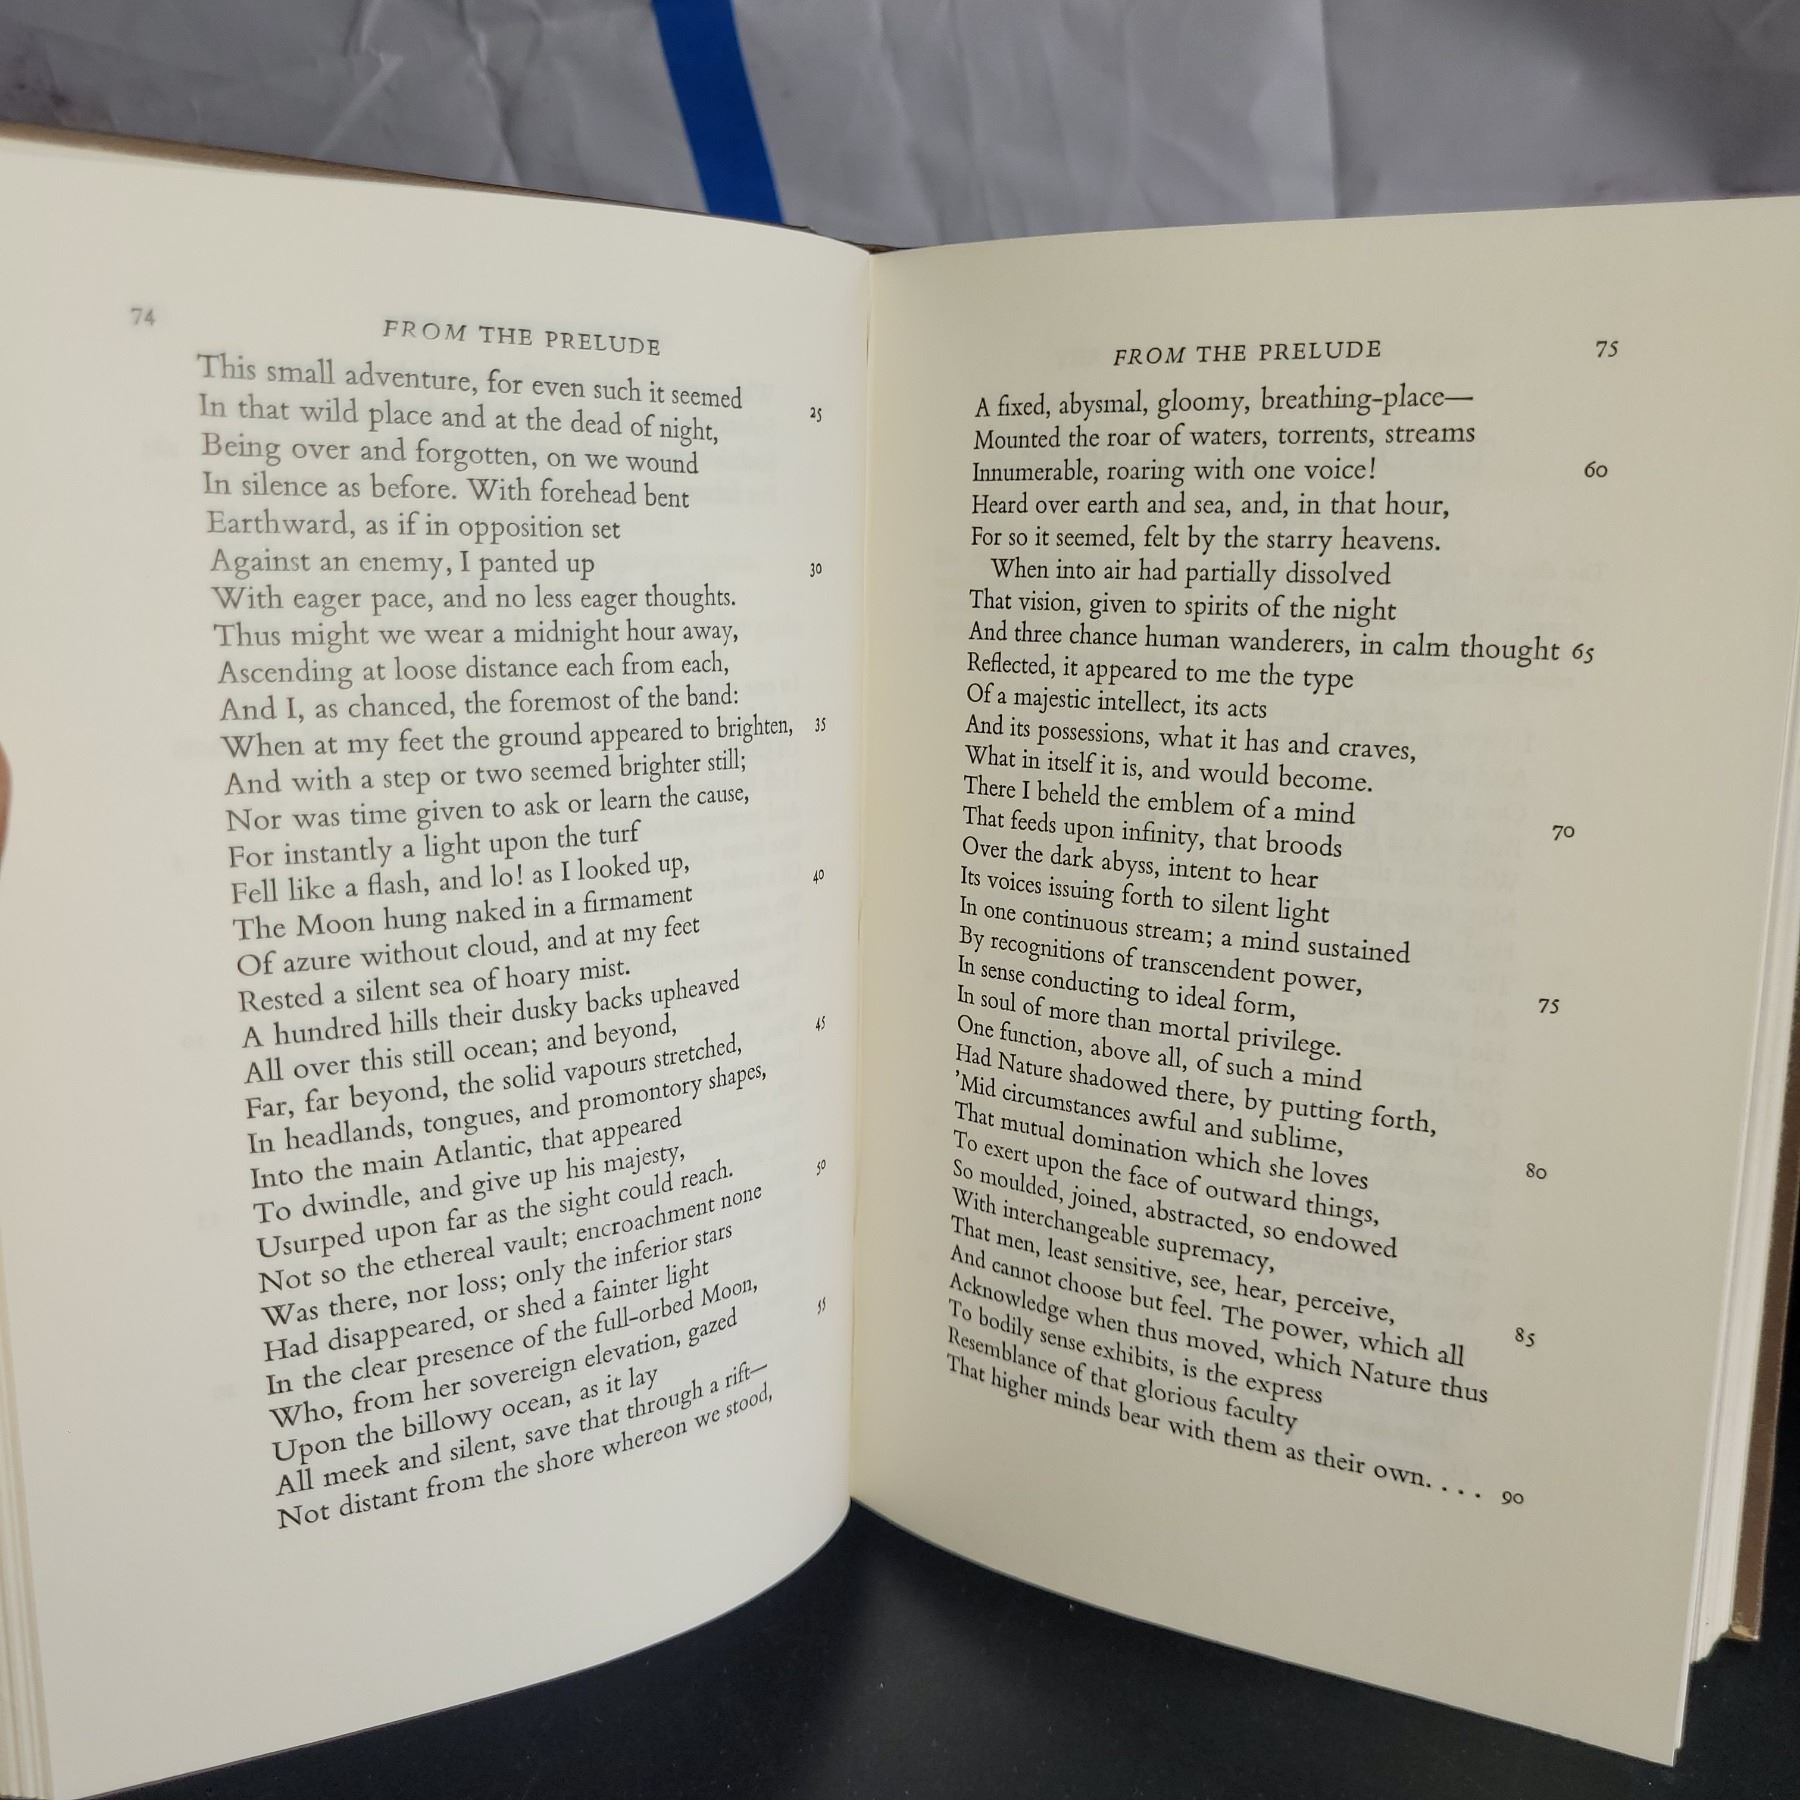 74
FROM THE PRELUDE
This small adventure, for even such it seemed
In that wild place and at the dead of night, 25
Being over and forgotten, on we wound
In silence as before. With forehead bent
Earthward, as if in opposition set
Against an enemy, I panted up
With eager pace, and no less eager thoughts. 30
Thus might we wear a midnight hour away,
Ascending at loose distance each from each,
And I, as chanced, the foremost of the band:
When at my feet the ground appeared to brighten, 35
And with a step or two seemed brighter still;
Nor was time given to ask or learn the cause,
For instantly a light upon the turf
Fell like a flash, and lo! as I looked up,
The Moon hung naked in a firmament 40
Of azure without cloud, and at my feet
Rested a silent sea of hoary mist.
A hundred hills their dusky backs upheaved
All over this still ocean; and beyond,
Far, far beyond, the solid vapours stretched, 45
In headlands, tongues, and promontory shapes,
Into the main Atlantic, that appeared
To dwindle, and give up his majesty,
Usurped upon far as the sight could reach.
Not so the ethereal vault; encroachment none 50
Was there, nor loss; only the inferior stars
Had disappeared, or shed a fainter light
In the clear presence of the full-orbed Moon,
Who, from her sovereign elevation, gazed
Upon the billowy ocean, as it lay 55
All meek and silent, save that through a rift—
Not distant from the shore whereon we stood,
FROM THE PRELUDE
75
A fixed, abysmal, gloomy, breathing-place—
Mounted the roar of waters, torrents, streams
Innumerable, roaring with one voice! 60
Heard over earth and sea, and, in that hour,
For so it seemed, felt by the starry heavens.
When into air had partially dissolved
That vision, given to spirits of the night
And three chance human wanderers, in calm thought 65
Reflected, it appeared to me the type
Of a majestic intellect, its acts
And its possessions, what it has and craves,
What in itself it is, and would become.
There I beheld the emblem of a mind 70
That feeds upon infinity, that broods
Over the dark abyss, intent to hear
Its voices issuing forth to silent light
In one continuous stream; a mind sustained
By recognitions of transcendent power, 75
In sense conducting to ideal form,
In soul of more than mortal privilege.
One function, above all, of such a mind
Had Nature shadowed there, by putting forth,
'Mid circumstances awful and sublime, 80
That mutual domination which she loves
To exert upon the face of outward things,
So moulded, joined, abstracted, so endowed
With interchangeable supremacy,
That men, least sensitive, see, hear, perceive, 85
And cannot choose but feel. The power, which all
Acknowledge when thus moved, which Nature thus
To bodily sense exhibits, is the express
Resemblance of that glorious faculty
That higher minds bear with them as their own. . . . 90